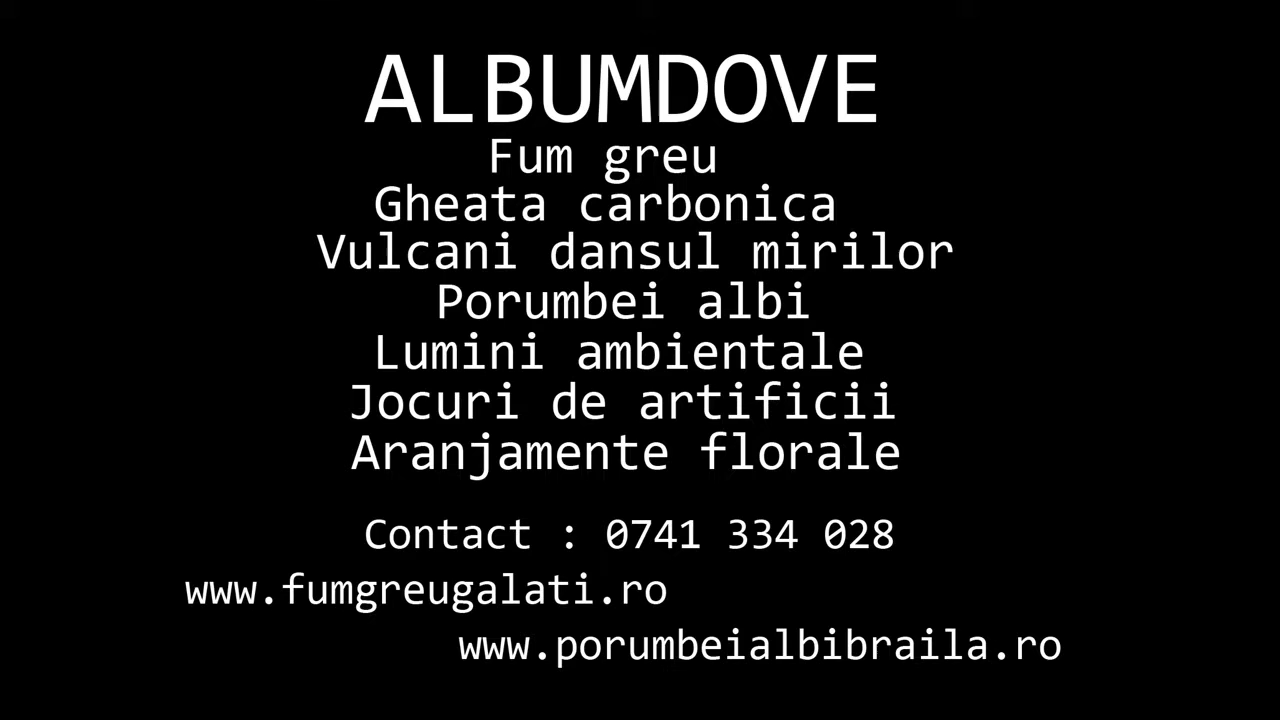 ALBUMDOVE
Fum greu
Gheata carbonica
Vulcani dansul mirilor
Porumbei albi
Lumini ambientale
Jocuri de artificii
Aranjamente florale
Contact : 0741 334 028
www.fumgreugalati.ro
www.porumbeialbibraila.ro